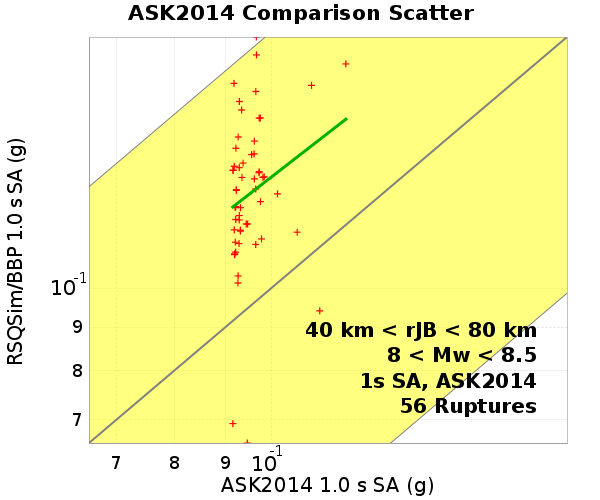 ASK2014 Comparison Scatter
RSQSim/BBP 1.0 s SA (g)
10-1
9
8
7
40 km < rJB < 80 km
8 < Mw < 8.5
1s SA, ASK2014
56 Ruptures
7 8 9 10-1
ASK2014 1.0 s SA (g)